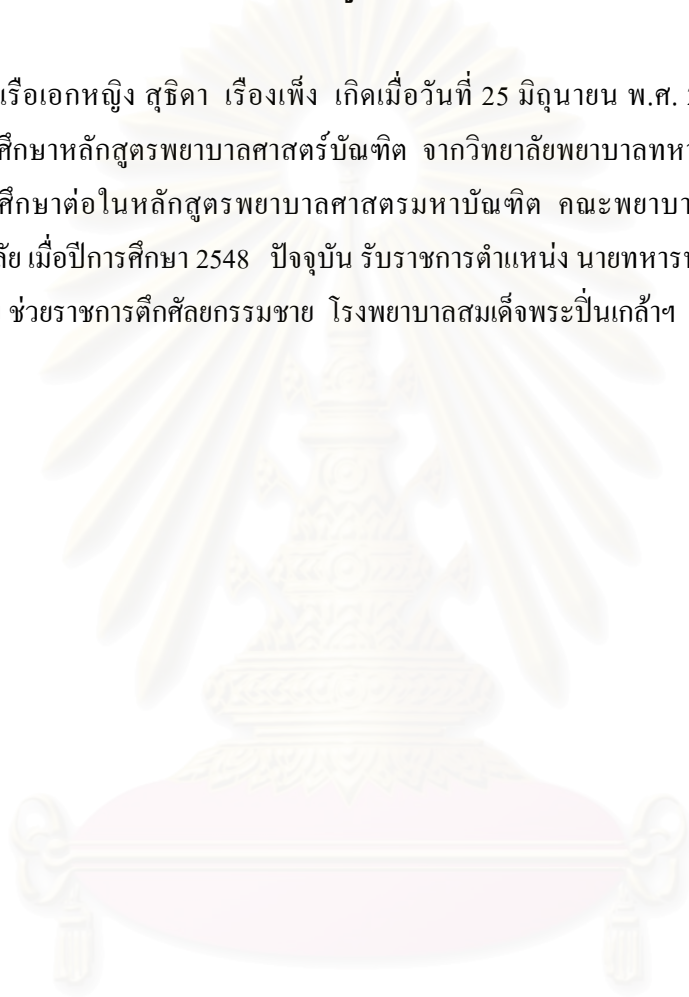 เรือเอกหญิง สุธิดา เรืองเพ็ง เกิดเมื่อวันที่ 25 มิถุนายน พ.ศ.
ศึกษาหลักสูตรพยาบาลศาสตร์บัณฑิต จากวิทยาลัยพยาบาลทหา
ศึกษาต่อในหลักสูตรพยาบาลศาสตรมหาบัณฑิต คณะพยาบา
ลัย เมื่อปีการศึกษา 2548 ปัจจุบัน รับราชการตำแหน่ง นายทหาร
ช่วยราชการตึกศัลยกรรมชาย โรงพยาบาลสมเด็จพระปิ่นเกล้าฯ